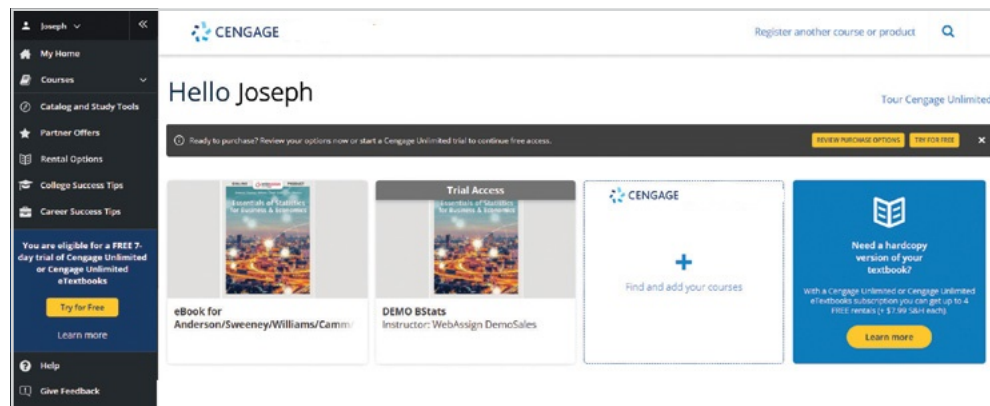 Joseph
My Home
Courses
Catalog and Study Tools
Partner Offers
Rental Options
College Success Tips
Career Success Tips
You are eligible for a FREE 7-
day trial of Cengage Unlimited
or Cengage Unlimited
eTextbooks
Try for Free
Learn more
Help
Give Feedback
CENGAGE
Register another course or product
Hello Joseph
Tour Cengage Unlimited
Ready to purchase? Review your options now or start a Cengage Unlimited trial to continue free access.
REVIEW PURCHASE OPTIONS
TRY FOR FREE
Essentials of Statistics
for Business & Economics
eBook for
Anderson/Sweeney/Williams/Camm/
Trial Access
Essentials of Statistics
for Business & Economics
DEMO BStats
Instructor: WebAssign DemoSales
CENGAGE
Find and add your courses
Need a hardcopy
version of your
textbook?
With a Cengage Unlimited or Cengage Unlimited
eTextbooks subscription you can get up to 4
FREE rentals (+ $7.99 S&H each)
Learn more